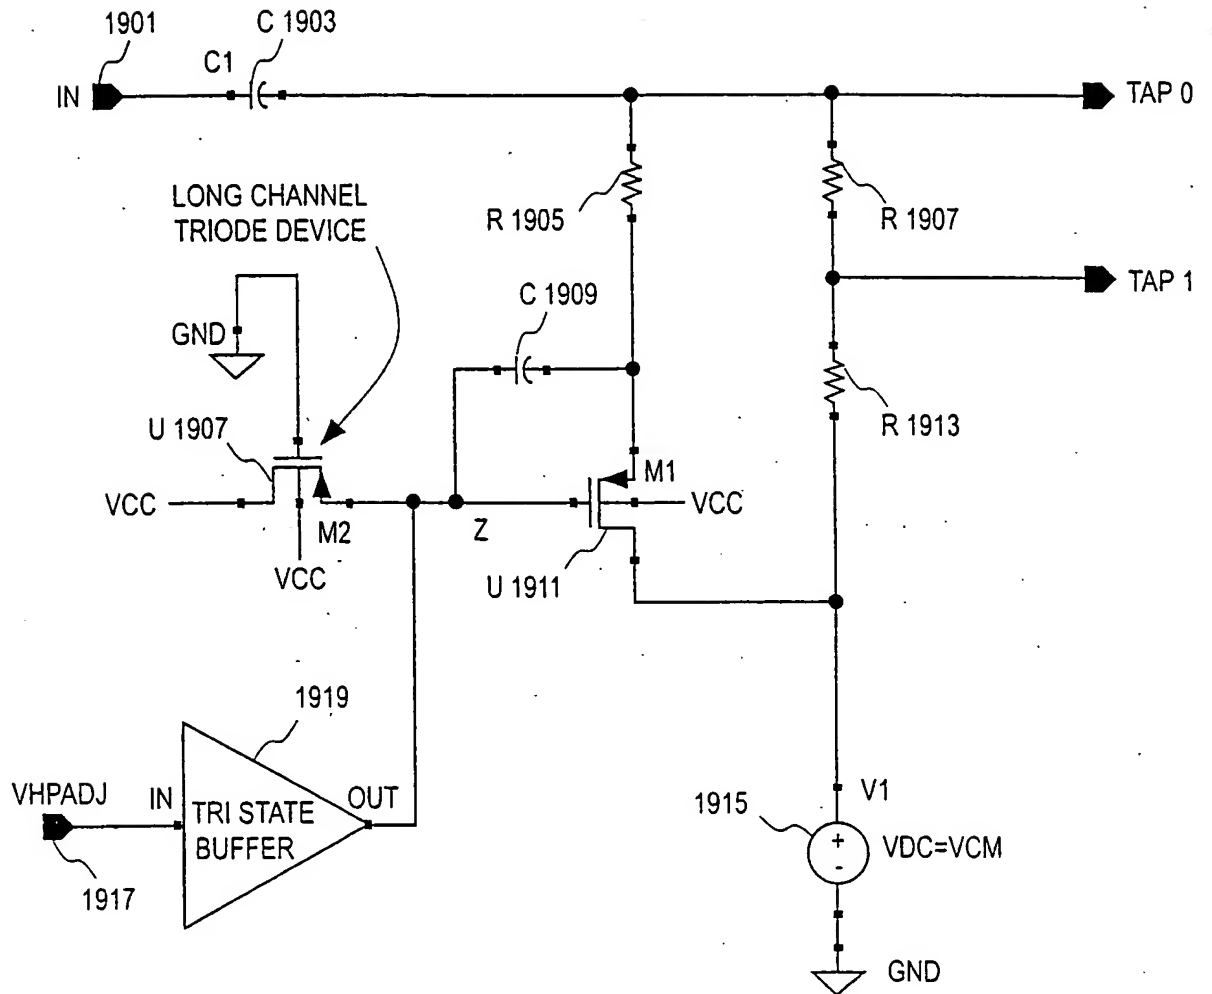 1901
C 1903
C1
IN
TAP 0
LONG CHANNEL
TRIODE DEVICE
R 1905
R 1907
C 1909
TAP 1
GND
U 1907
R 1913
M1
VCC
VCC
M2
Z
VCC
U 1911
1919
VHPADJ
IN
TRI STATE
BUFFER
OUT
1917
1915
V1
+
-
VDC=VCM
GND